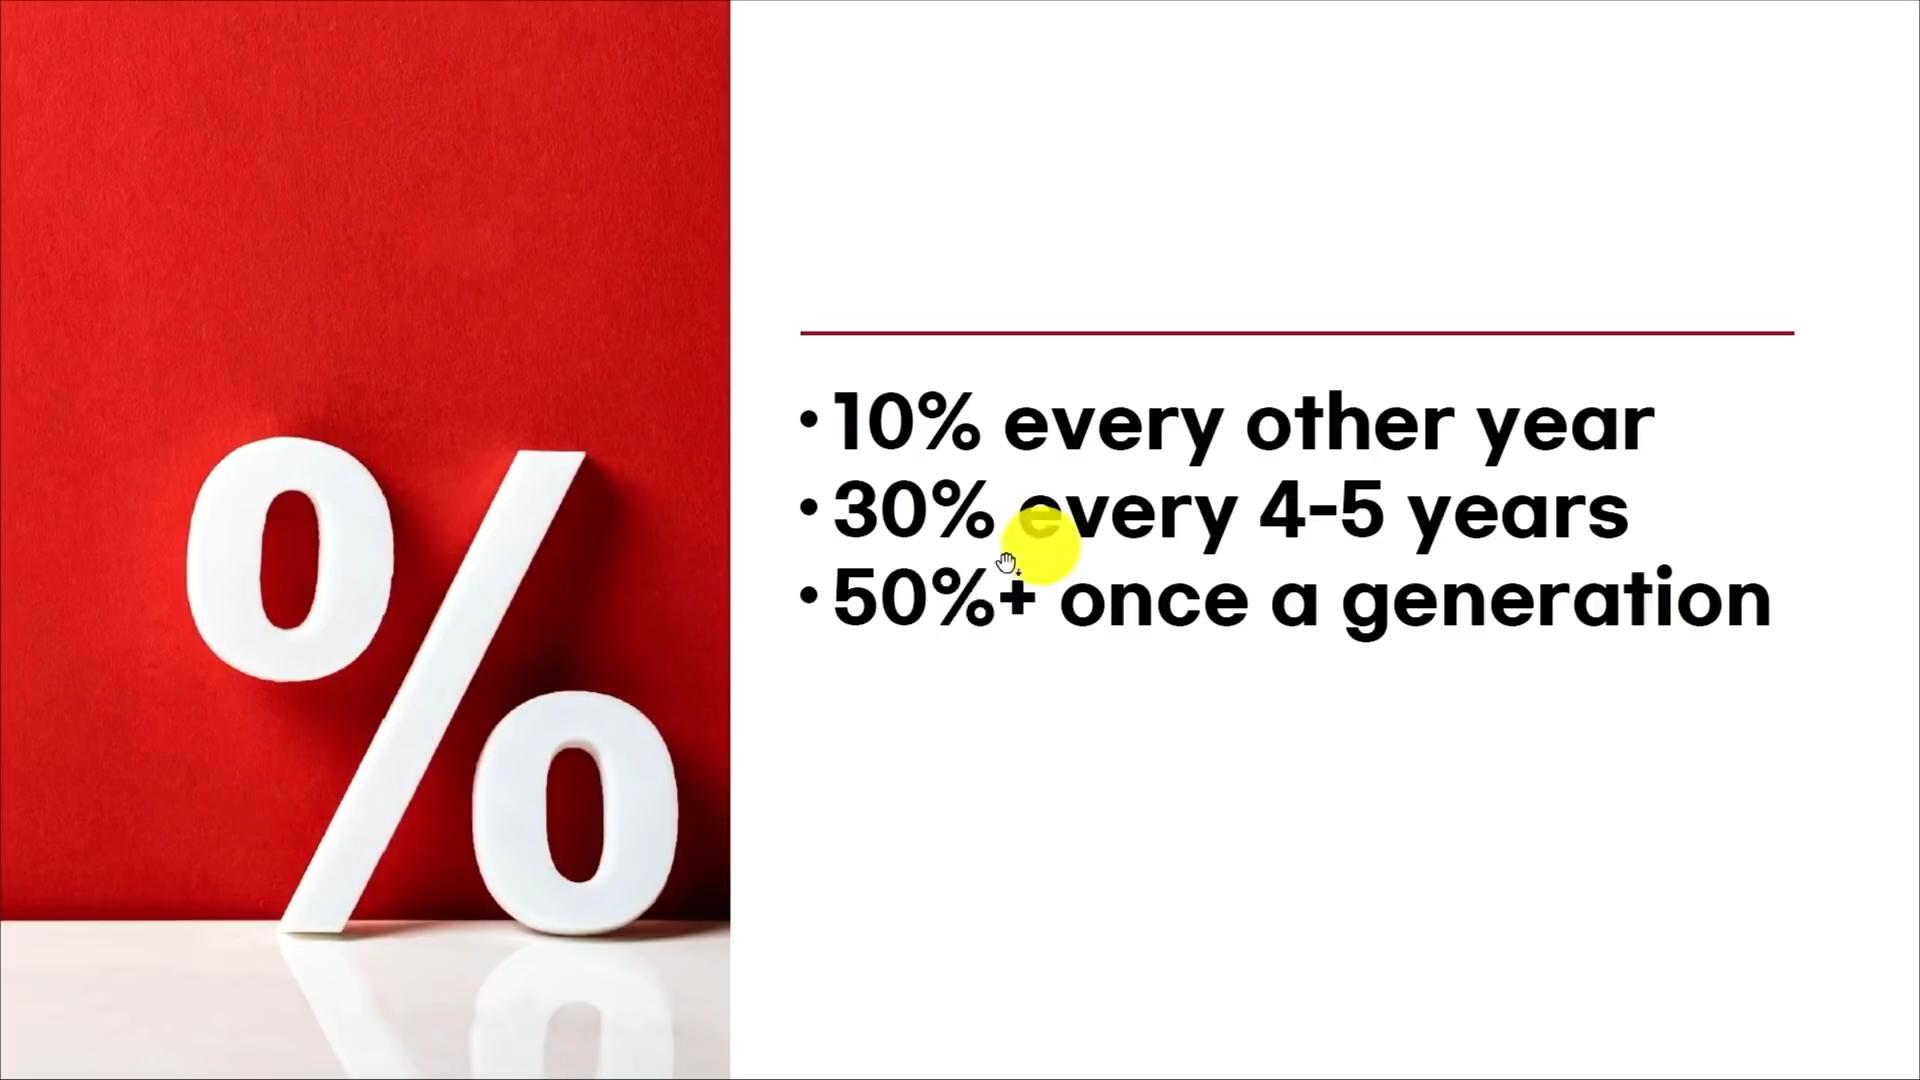 %
• 10% every other year
• 30% every 4-5 years
• 50%+ once a generation